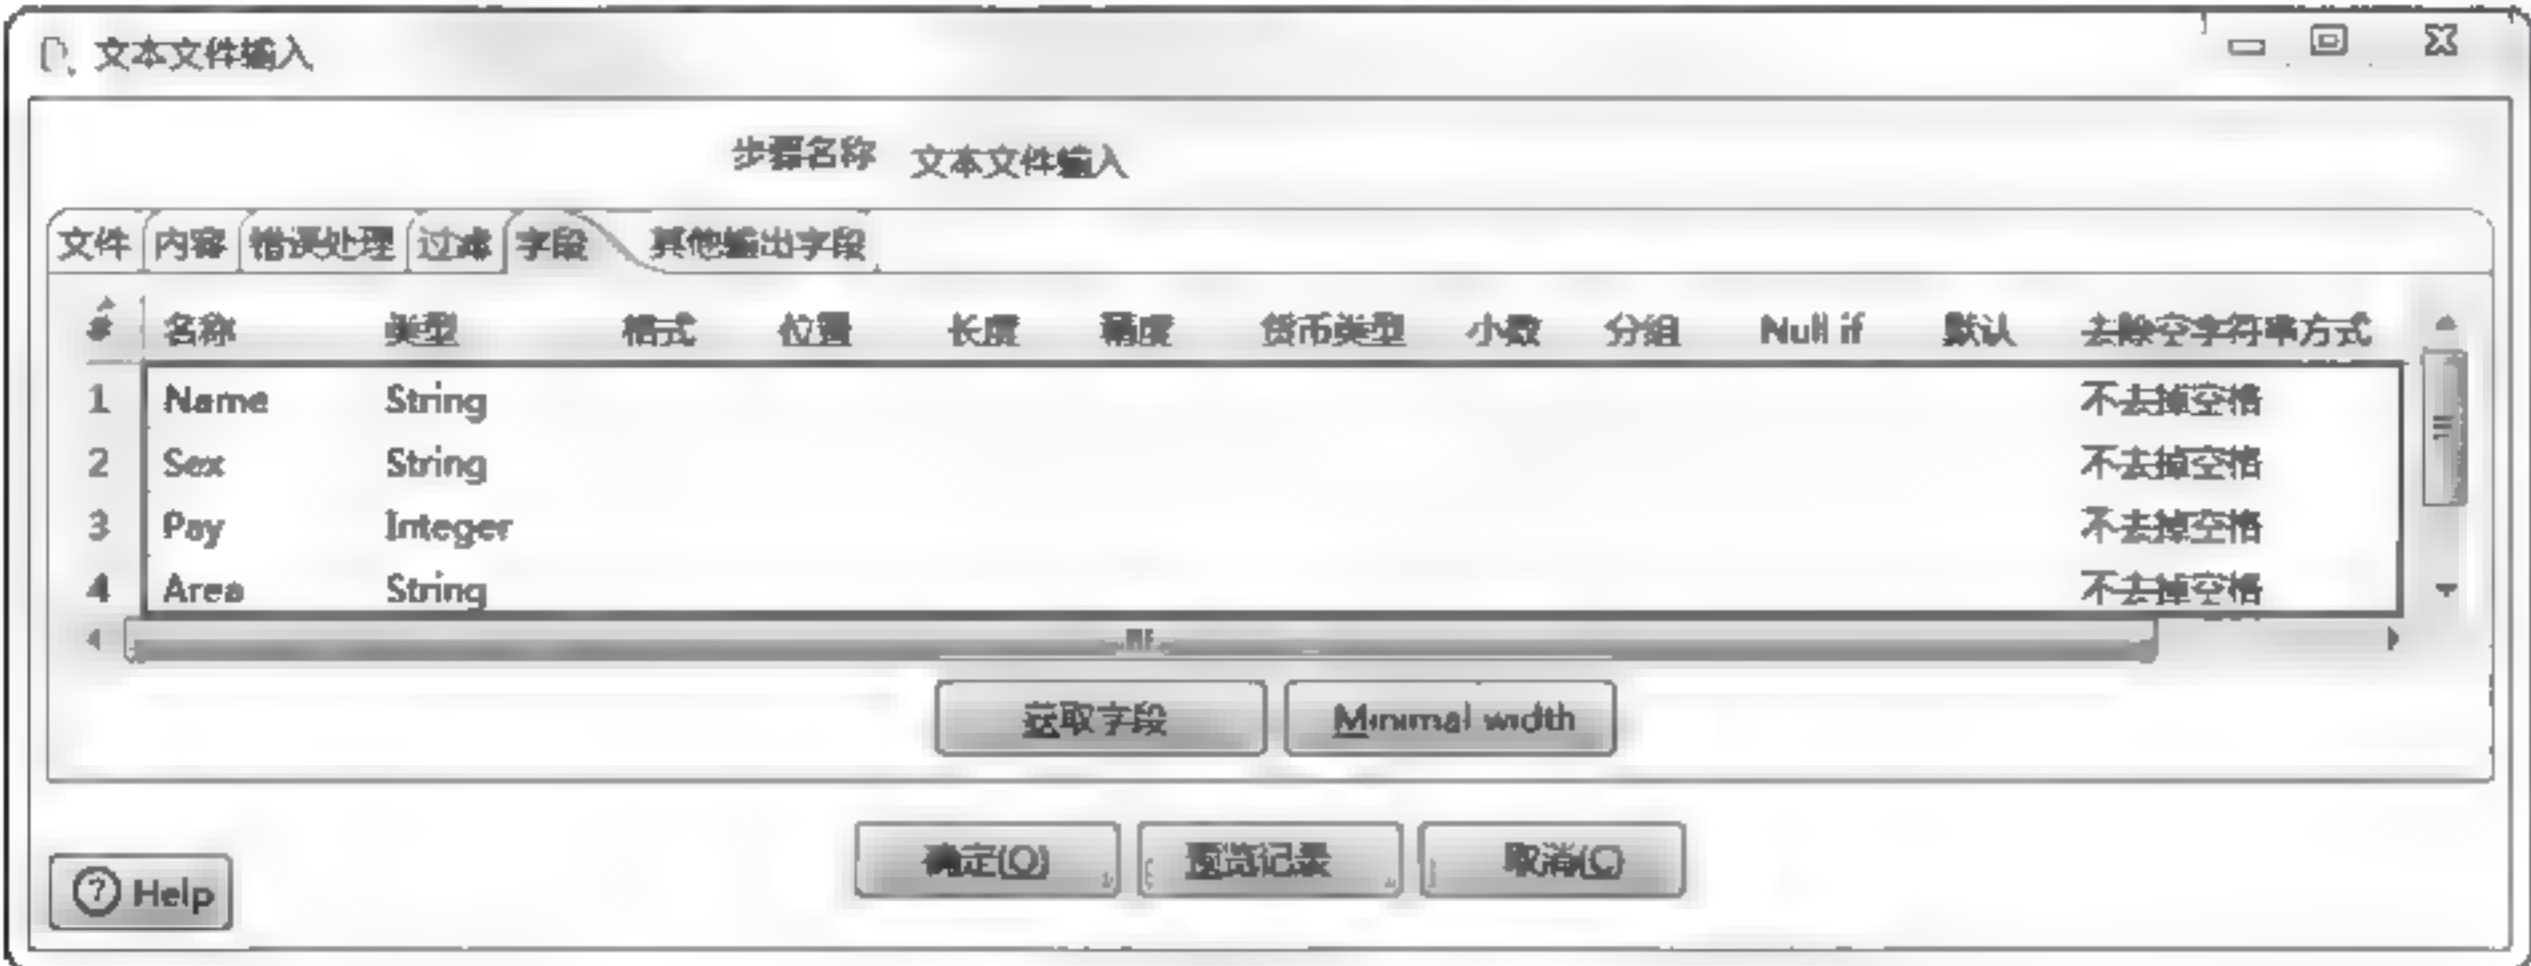 文本文件输入
步骤名称 文本文件输入
文件 内容 错误处理 过滤 字段 其他输出字段
# 名称 类型 格式 位置 长度 精度 货币类型 小数 分组 Null if 默认 去除空字符串方式
1 Name String 不去掉空格
2 Sex String 不去掉空格
3 Pay Integer 不去掉空格
4 Area String 不去掉空格
获取字段 Minimal width
确定(O) 预览记录 取消(C)
Help